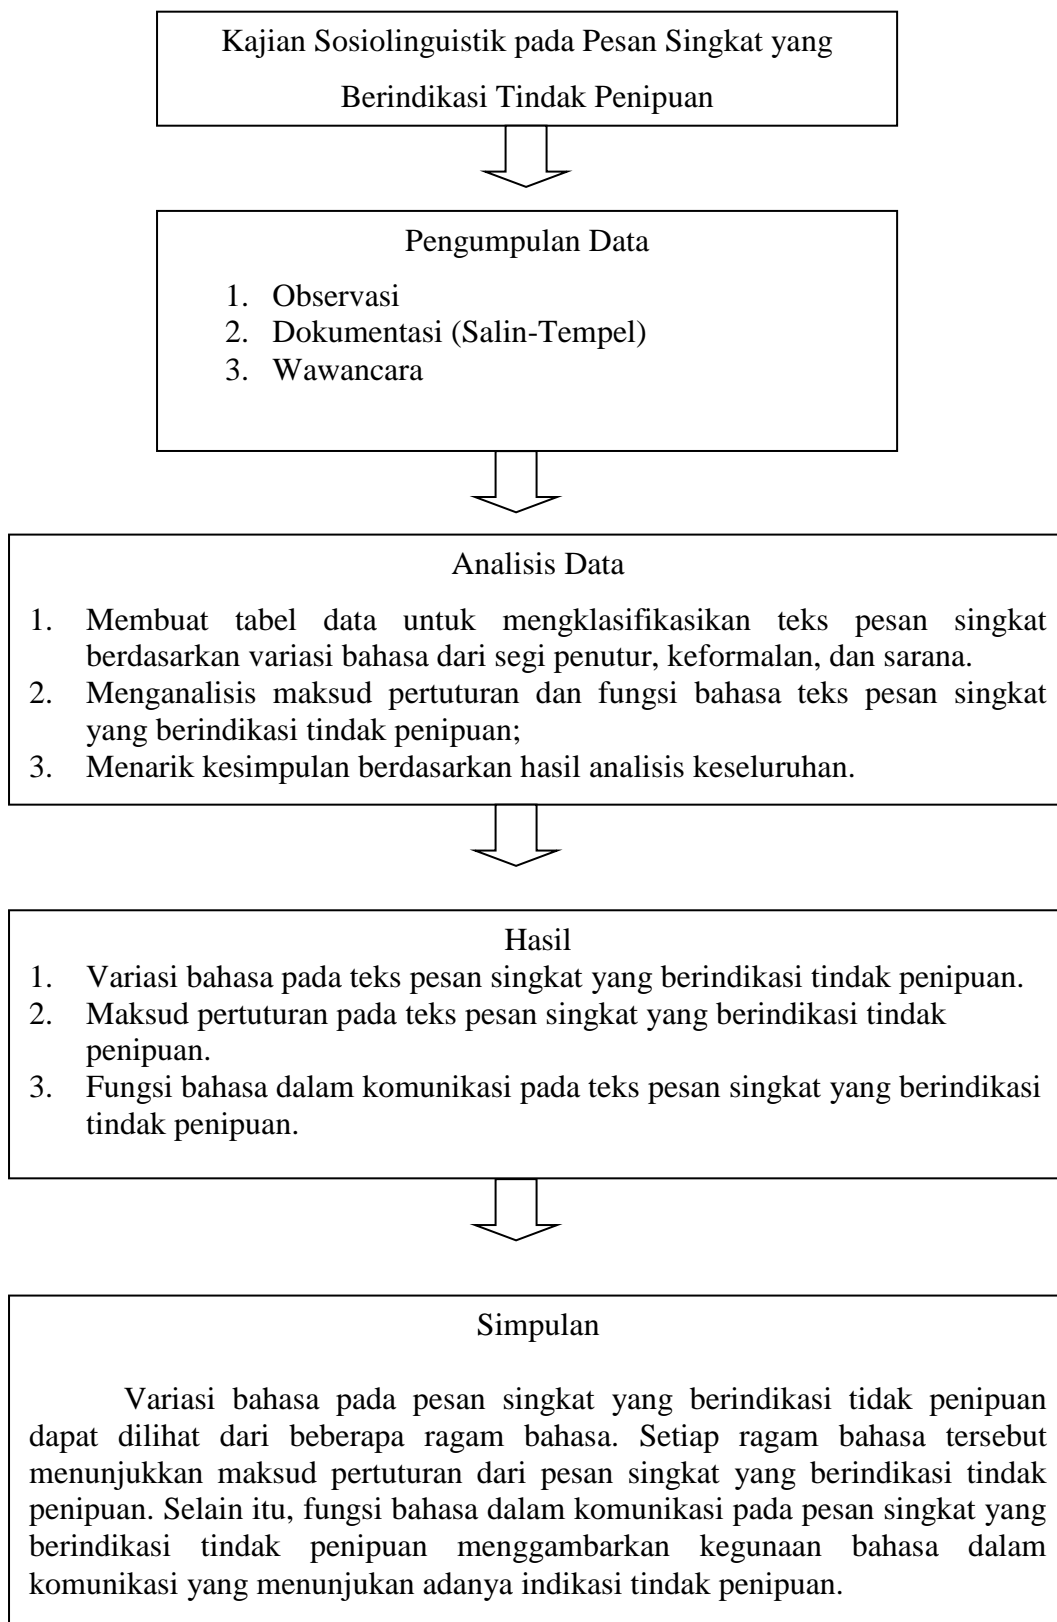 Kajian Sosiolinguistik pada Pesan Singkat yang
Berindikasi Tindak Penipuan
Pengumpulan Data
1. Observasi
2. Dokumentasi (Salin-Tempel)
3. Wawancara
Analisis Data
1. Membuat tabel data untuk mengklasifikasikan teks pesan singkat
berdasarkan variasi bahasa dari segi penutur, keformalan, dan sarana.
2. Menganalisis maksud pertuturan dan fungsi bahasa teks pesan singkat
yang berindikasi tindak penipuan;
3. Menarik kesimpulan berdasarkan hasil analisis keseluruhan.
Hasil
1. Variasi bahasa pada teks pesan singkat yang berindikasi tindak penipuan.
2. Maksud pertuturan pada teks pesan singkat yang berindikasi tindak
penipuan.
3. Fungsi bahasa dalam komunikasi pada teks pesan singkat yang berindikasi
tindak penipuan.
Simpulan
Variasi bahasa pada pesan singkat yang berindikasi tidak penipuan
dapat dilihat dari beberapa ragam bahasa. Setiap ragam bahasa tersebut
menunjukkan maksud pertuturan dari pesan singkat yang berindikasi tindak
penipuan. Selain itu, fungsi bahasa dalam komunikasi pada pesan singkat yang
berindikasi tindak penipuan menggambarkan kegunaan bahasa dalam
komunikasi yang menunjukan adanya indikasi tindak penipuan.